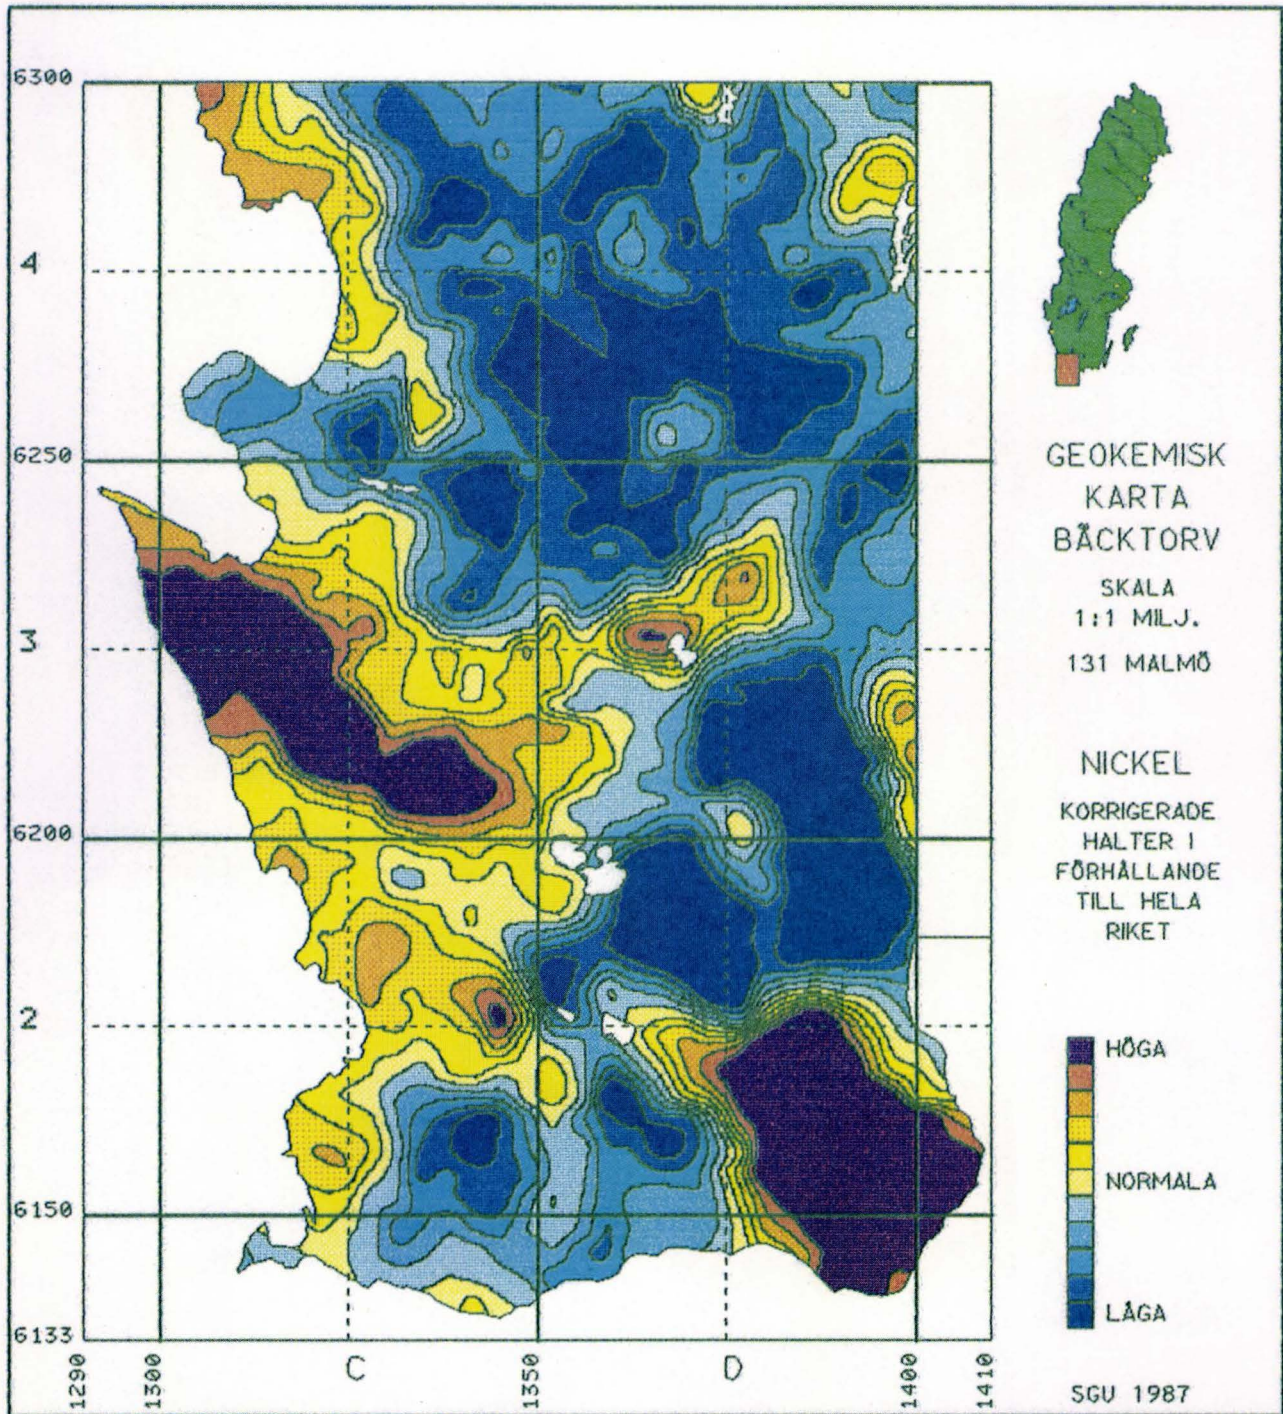 6300
4
6250
3
6200
2
6150
6133
1290
1300
C
1350
D
1400
1410
GEOKEMISK
KARTA
BÄCKTORV
SKALA
1:1 MILJ.
131 MALMÖ
NICKEL
KORRIGERADE
HALTER I
FÖRHÅLLANDE
TILL HELA
RIKET
HÖGA
NORMALA
LÅGA
SGU 1987